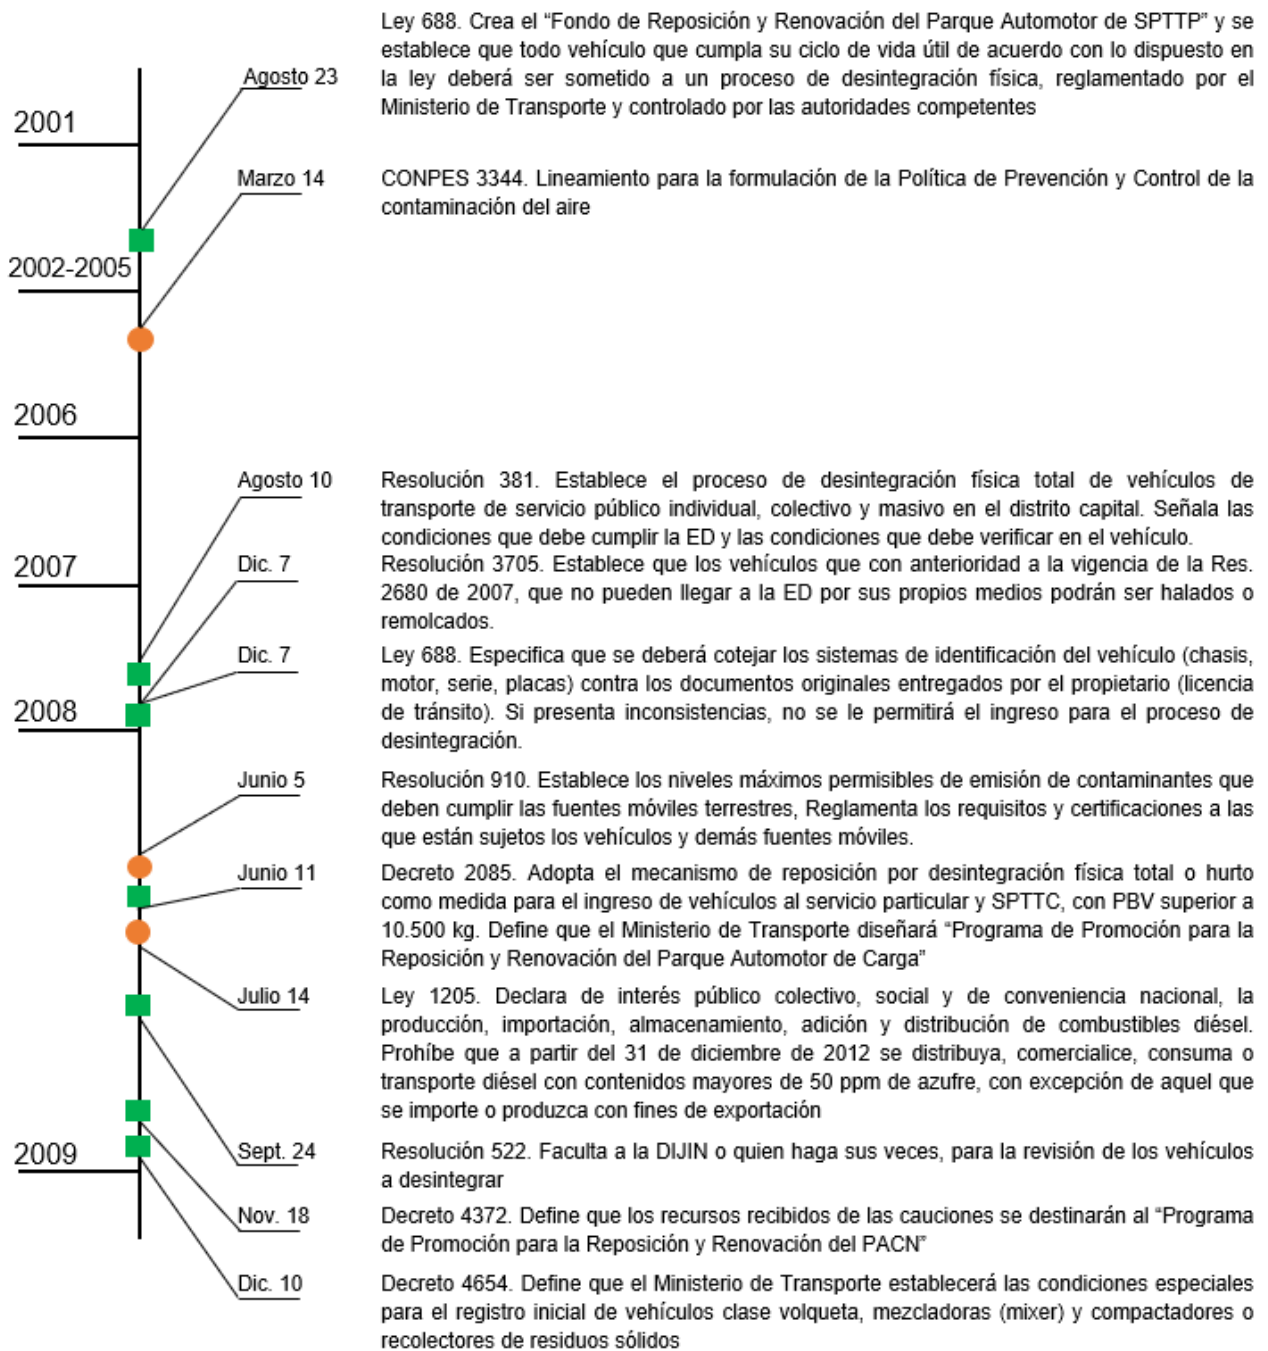 Ley 688. Crea el “Fondo de Reposición y Renovación del Parque Automotor de SPTTP” y se
establece que todo vehículo que cumpla su ciclo de vida útil de acuerdo con lo dispuesto en
la ley deberá ser sometido a un proceso de desintegración física, reglamentado por el
Ministerio de Transporte y controlado por las autoridades competentes
Agosto 23
2001
Marzo 14
CONPES 3344. Lineamiento para la formulación de la Política de Prevención y Control de la
contaminación del aire
2002-2005
2006
Agosto 10
Resolución 381. Establece el proceso de desintegración física total de vehículos de
transporte de servicio público individual, colectivo y masivo en el distrito capital. Señala las
condiciones que debe cumplir la ED y las condiciones que debe verificar en el vehículo.
2007
Dic. 7
Resolución 3705. Establece que los vehículos que con anterioridad a la vigencia de la Res.
2680 de 2007, que no pueden llegar a la ED por sus propios medios podrán ser halados o
remolcados.
Dic. 7
Ley 688. Especifica que se deberá cotejar los sistemas de identificación del vehículo (chasis,
motor, serie, placas) contra los documentos originales entregados por el propietario (licencia
de tránsito). Si presenta inconsistencias, no se le permitirá el ingreso para el proceso de
desintegración.
2008
Junio 5
Resolución 910. Establece los niveles máximos permisibles de emisión de contaminantes que
deben cumplir las fuentes móviles terrestres, Reglamenta los requisitos y certificaciones a las
que están sujetos los vehículos y demás fuentes móviles.
Junio 11
Decreto 2085. Adopta el mecanismo de reposición por desintegración física total o hurto
como medida para el ingreso de vehículos al servicio particular y SPTTC, con PBV superior a
10.500 kg. Define que el Ministerio de Transporte diseñará “Programa de Promoción para la
Reposición y Renovación del Parque Automotor de Carga”
Julio 14
Ley 1205. Declara de interés público colectivo, social y de conveniencia nacional, la
producción, importación, almacenamiento, adición y distribución de combustibles diésel.
Prohíbe que a partir del 31 de diciembre de 2012 se distribuya, comercialice, consuma o
transporte diésel con contenidos mayores de 50 ppm de azufre, con excepción de aquel que
se importe o produzca con fines de exportación
2009
Sept. 24
Resolución 522. Faculta a la DIJIN o quien haga sus veces, para la revisión de los vehículos
a desintegrar
Nov. 18
Decreto 4372. Define que los recursos recibidos de las cauciones se destinarán al “Programa
de Promoción para la Reposición y Renovación del PACN”
Dic. 10
Decreto 4654. Define que el Ministerio de Transporte establecerá las condiciones especiales
para el registro inicial de vehículos clase volqueta, mezcladoras (mixer) y compactadores o
recolectores de residuos sólidos